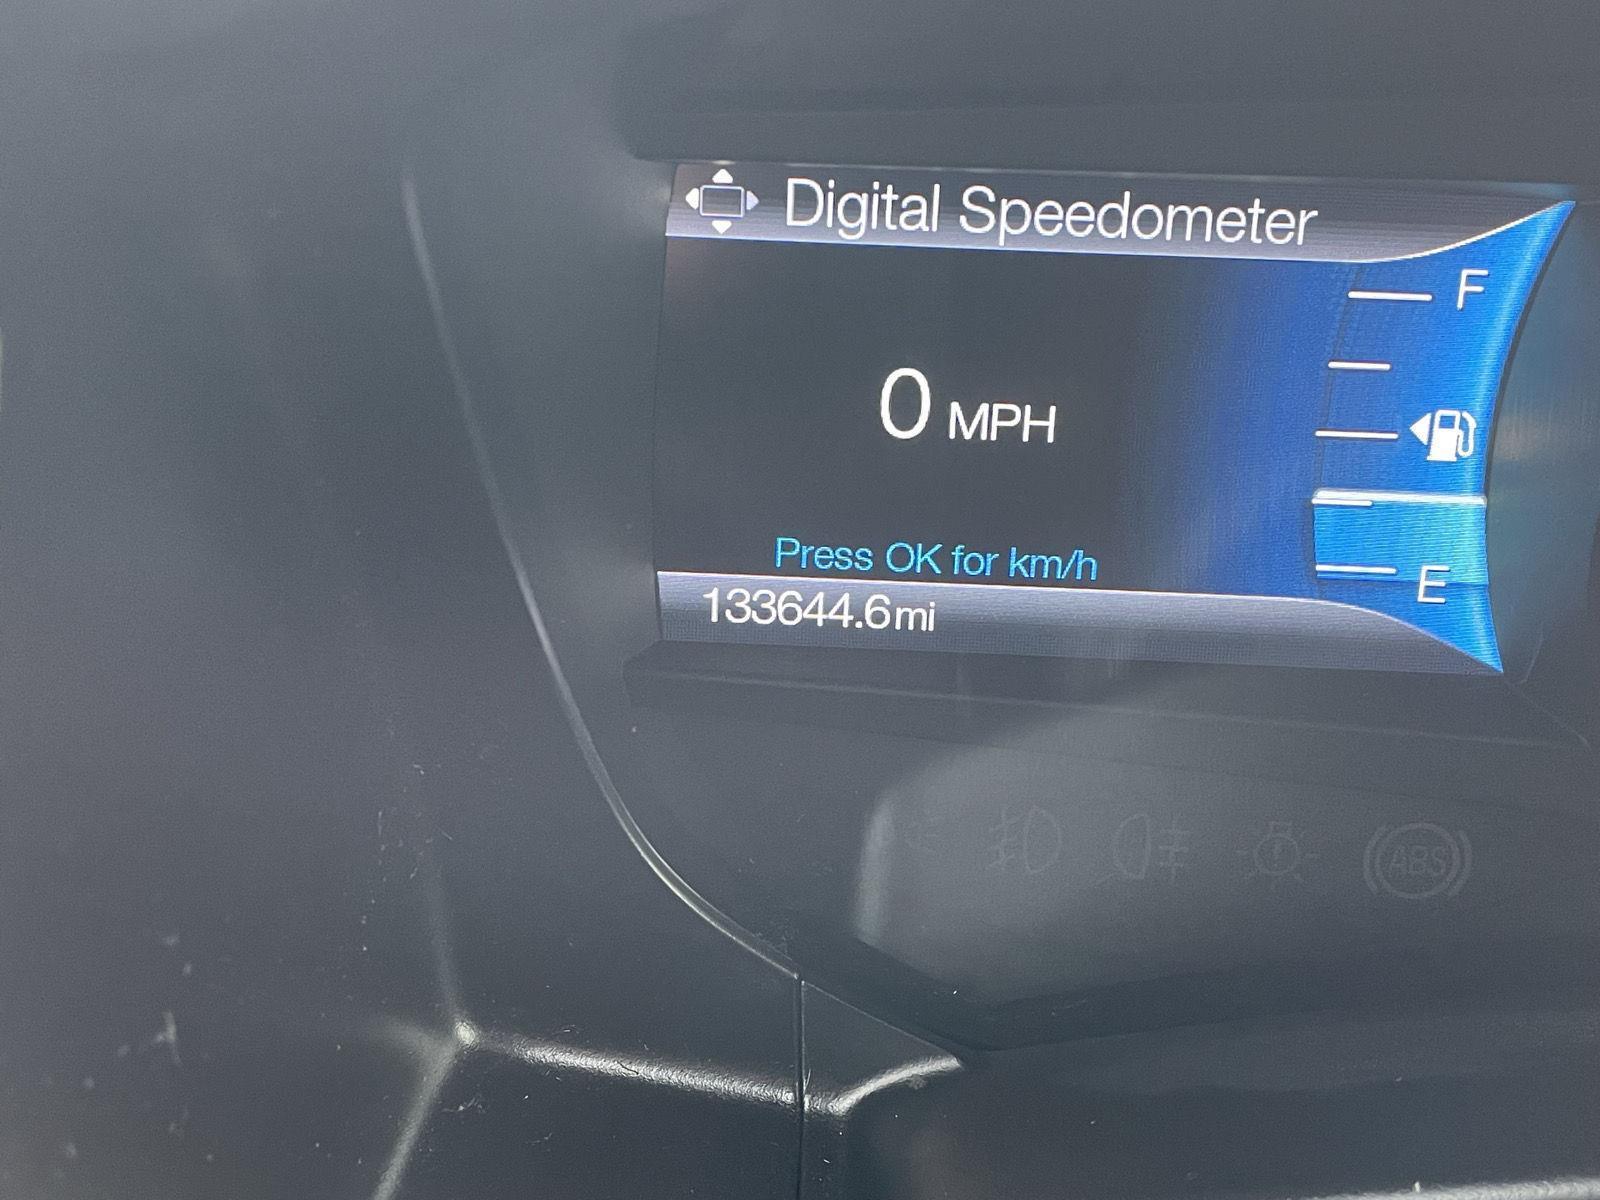 Digital Speedometer
F
0 MPH
Press OK for km/h
E
133644.6mi
ABS